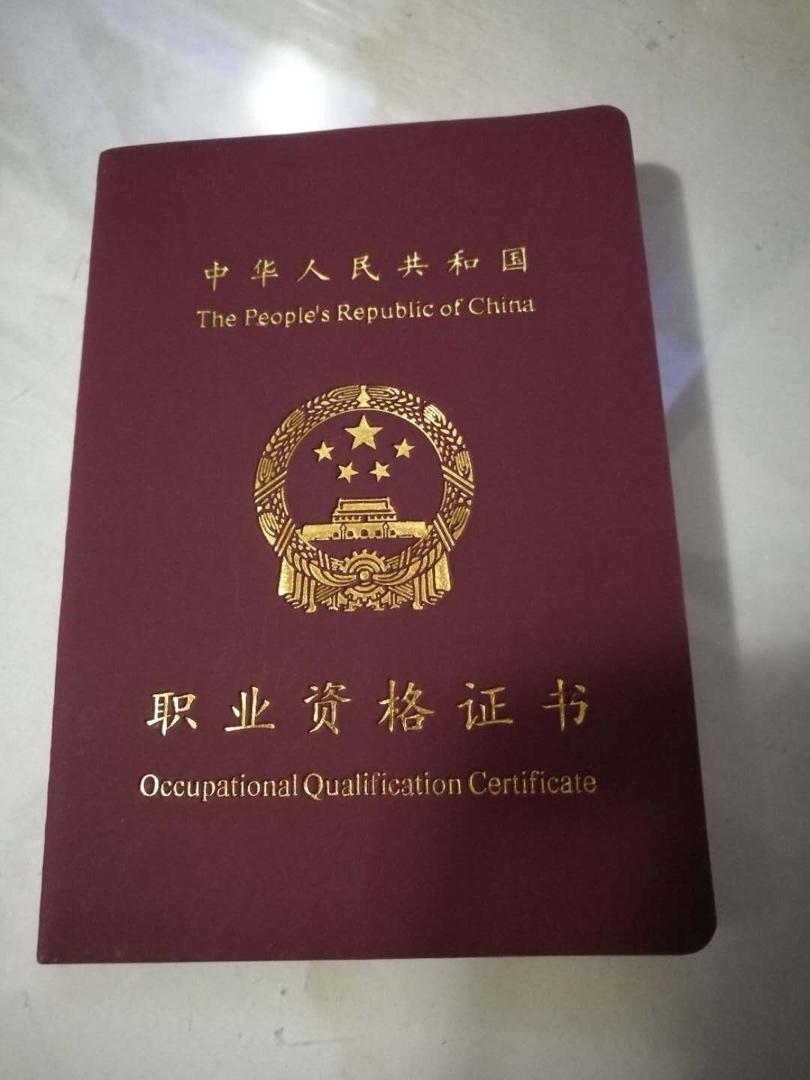 中华人民共和国
The People's Republic of China
职业资格证书
Occupational Qualification Certificate